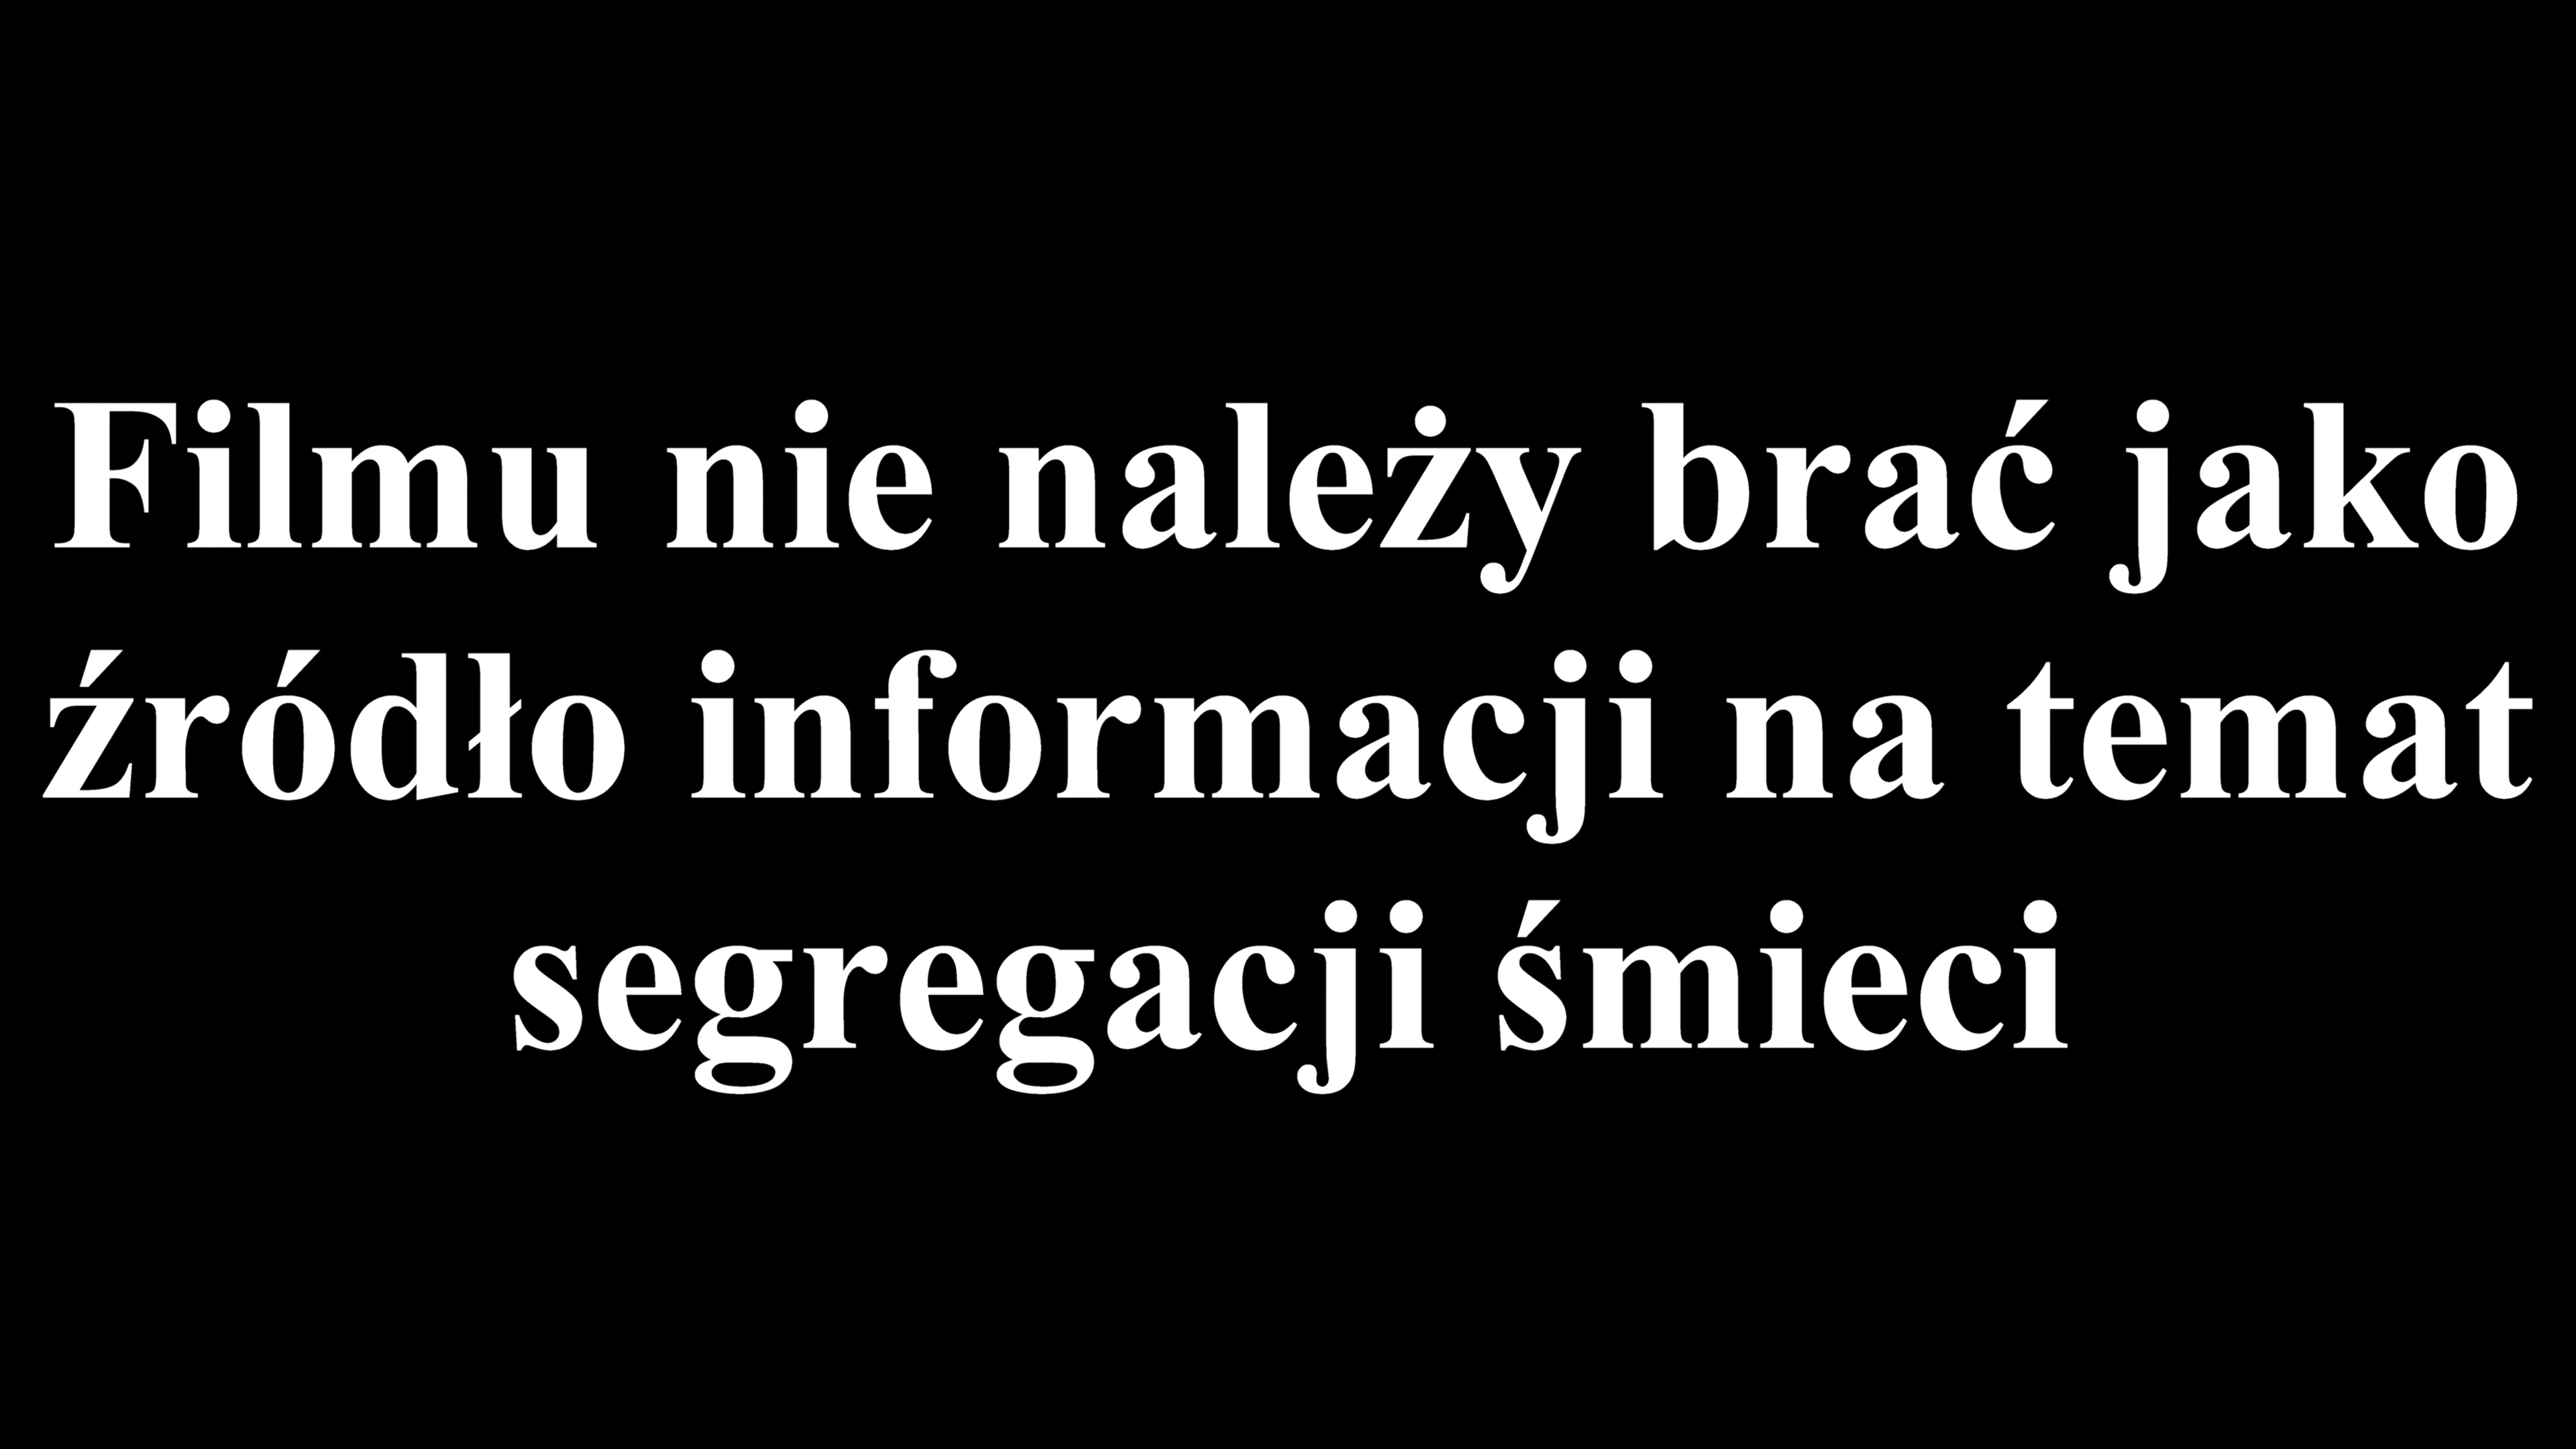 Filmu nie należy brać jako
źródło informacji na temat
segregacji śmieci